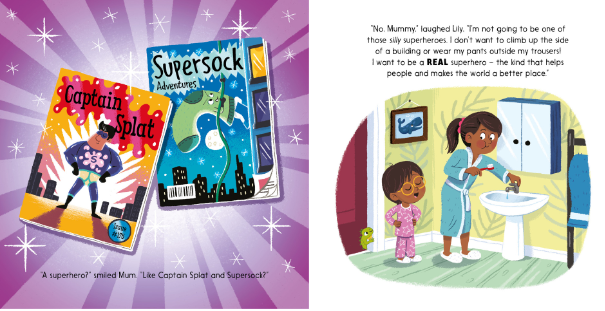 Supersock
Adventures
Captain
Splat
"A superhero?" smiled Mum. "Like Captain Splat and Supersock?"
"No, Mummy," laughed Lily. "I'm not going to be one of
those silly superheroes. I don't want to climb up the side
of a building or wear my pants outside my trousers!
I want to be a REAL superhero – the kind that helps
people and makes the world a better place."